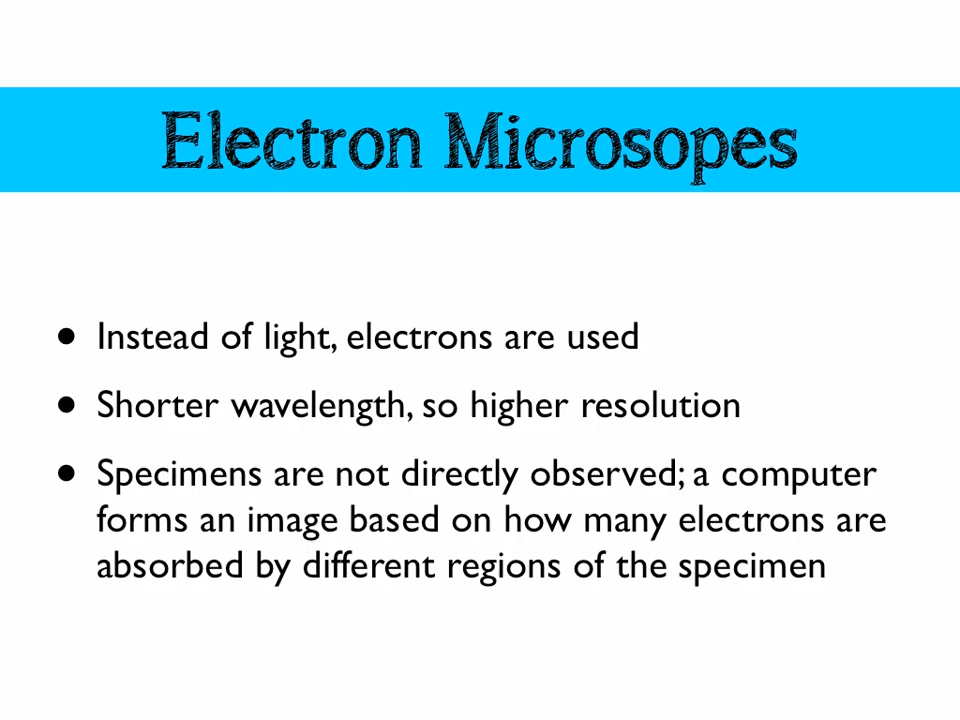 Electron Microsopes
• Instead of light, electrons are used
• Shorter wavelength, so higher resolution
• Specimens are not directly observed; a computer
forms an image based on how many electrons are
absorbed by different regions of the specimen